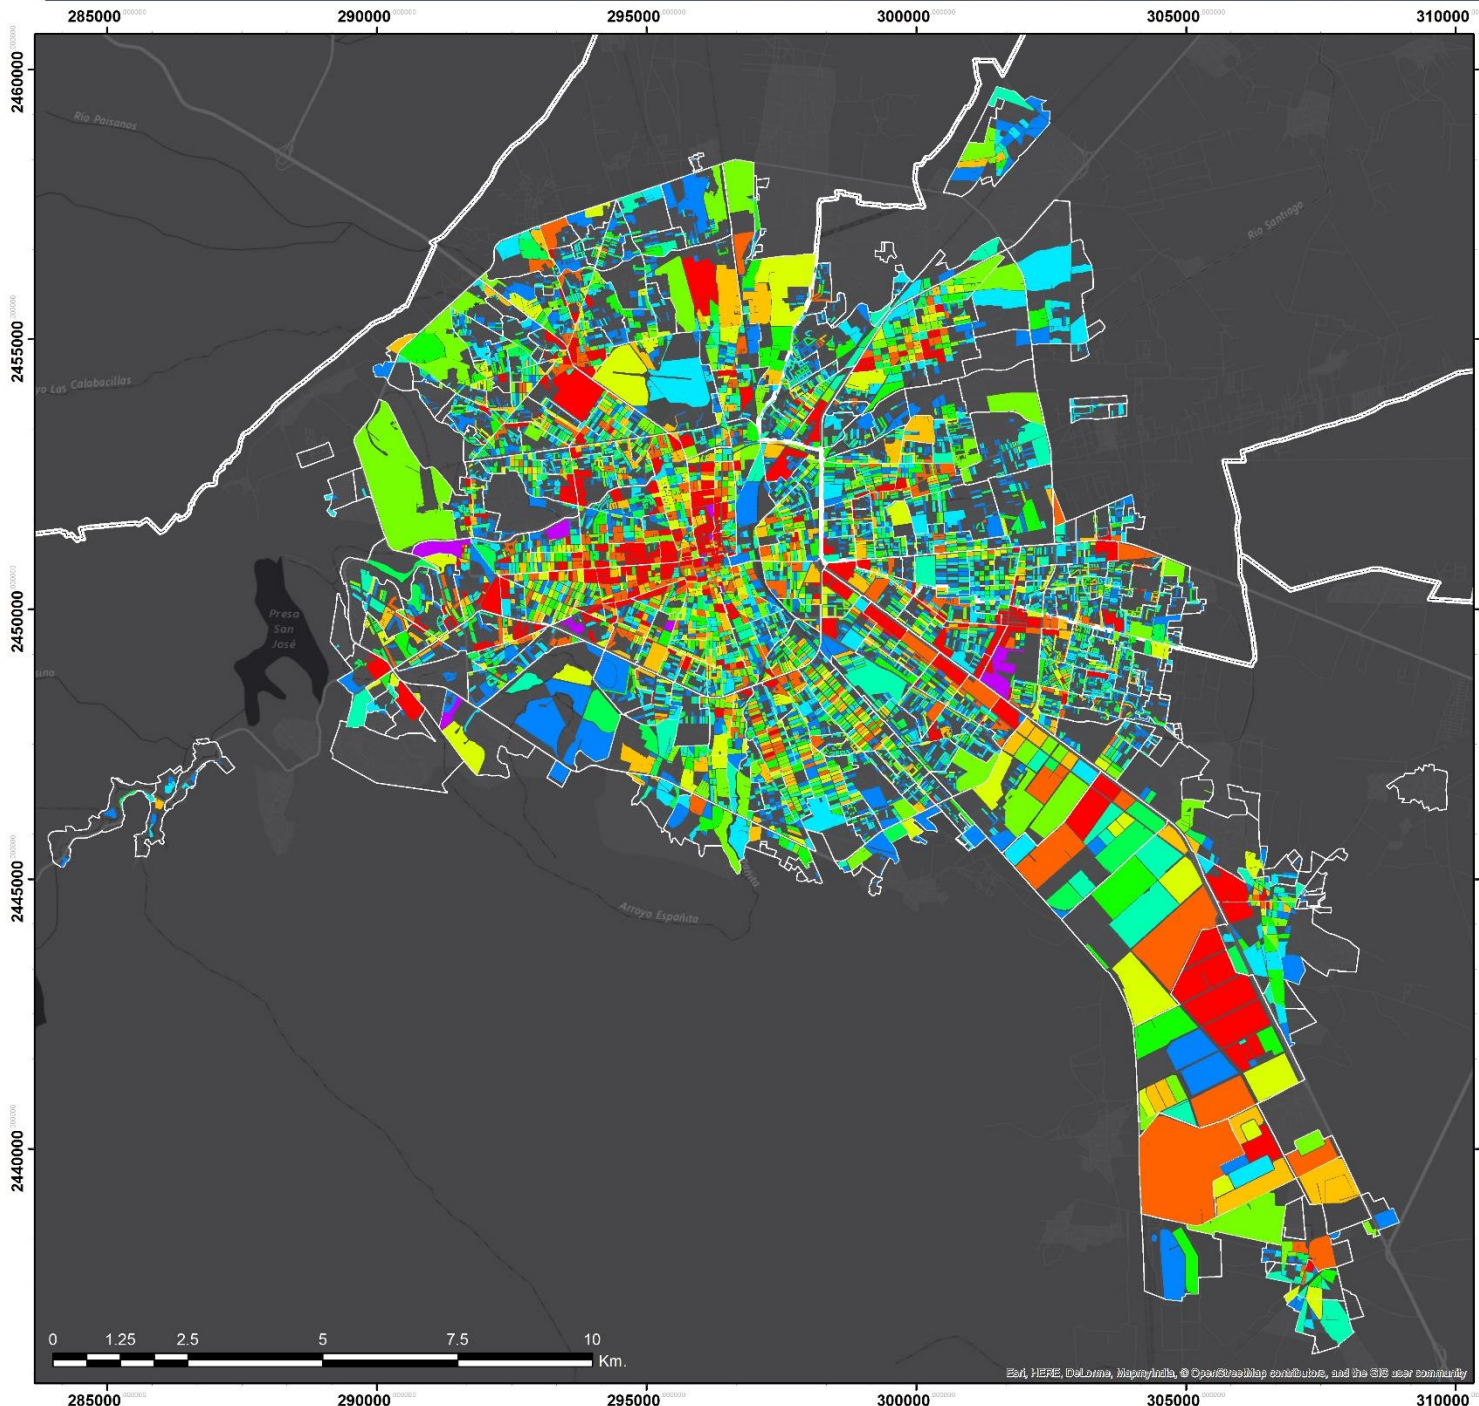 285000 290000 295000 300000 305000 310000
2460000
2455000
2450000
2445000
2440000
Río Paisanos
Río Santiago
Las Calabacillas
Presa
San
José
Arroyo Españita
0 1.25 2.5 5 7.5 10
Km.
Esri, HERE, DeLorme, MapmyIndia, © OpenStreetMap contributors, and the GIS user community
285000 290000 295000 300000 305000 310000